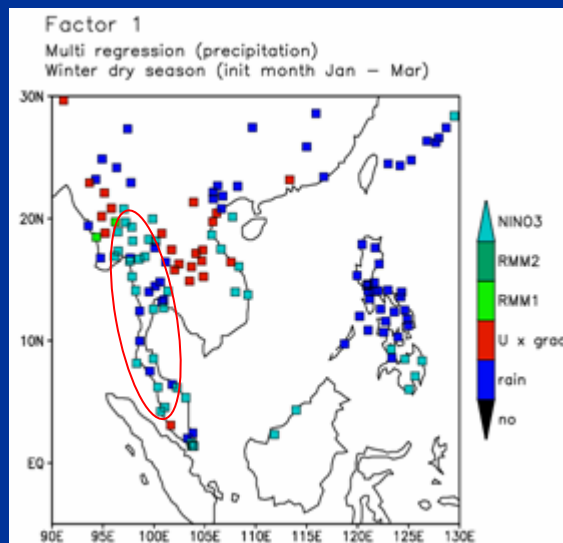 Factor 1
Multi regression (precipitation)
Winter dry season (init month Jan – Mar)
30N
20N
10N
EQ
90E
95E
100E
105E
110E
115E
120E
125E
130E
NINO3
RMM2
RMM1
U x grad
rain
no